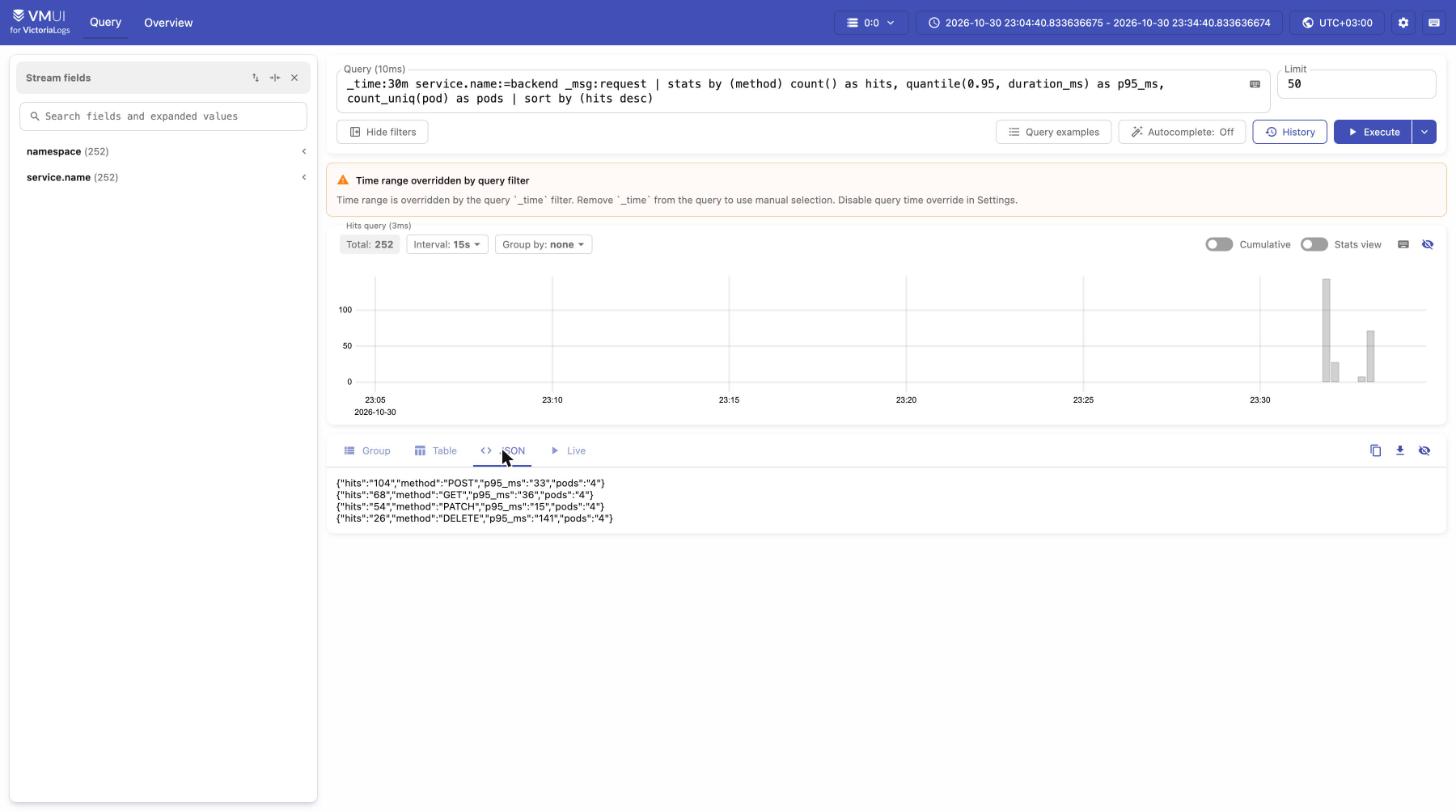 VMUI
for VictoriaLogs
Query
Overview
0:0
2026-10-30 23:04:40.833636675 - 2026-10-30 23:34:40.833636674
UTC+03:00
Stream fields
Search fields and expanded values
namespace (252)
service.name (252)
Query (10ms)
_time:30m service.name:=backend _msg:request | stats by (method) count() as hits, quantile(0.95, duration_ms) as p95_ms,
count_uniq(pod) as pods | sort by (hits desc)
Limit
50
Hide filters
Query examples
Autocomplete: Off
History
Execute
Time range overridden by query filter
Time range is overridden by the query `_time` filter. Remove `_time` from the query to use manual selection. Disable query time override in Settings.
Hits query (3ms)
Total: 252
Interval: 15s
Group by: none
Cumulative
Stats view
100
50
0
23:05
2026-10-30
23:10
23:15
23:20
23:25
23:30
Group
Table
JSON
Live
{"hits":"104","method":"POST","p95_ms":"33","pods":"4"}
{"hits":"68","method":"GET","p95_ms":"36","pods":"4"}
{"hits":"54","method":"PATCH","p95_ms":"15","pods":"4"}
{"hits":"26","method":"DELETE","p95_ms":"141","pods":"4"}